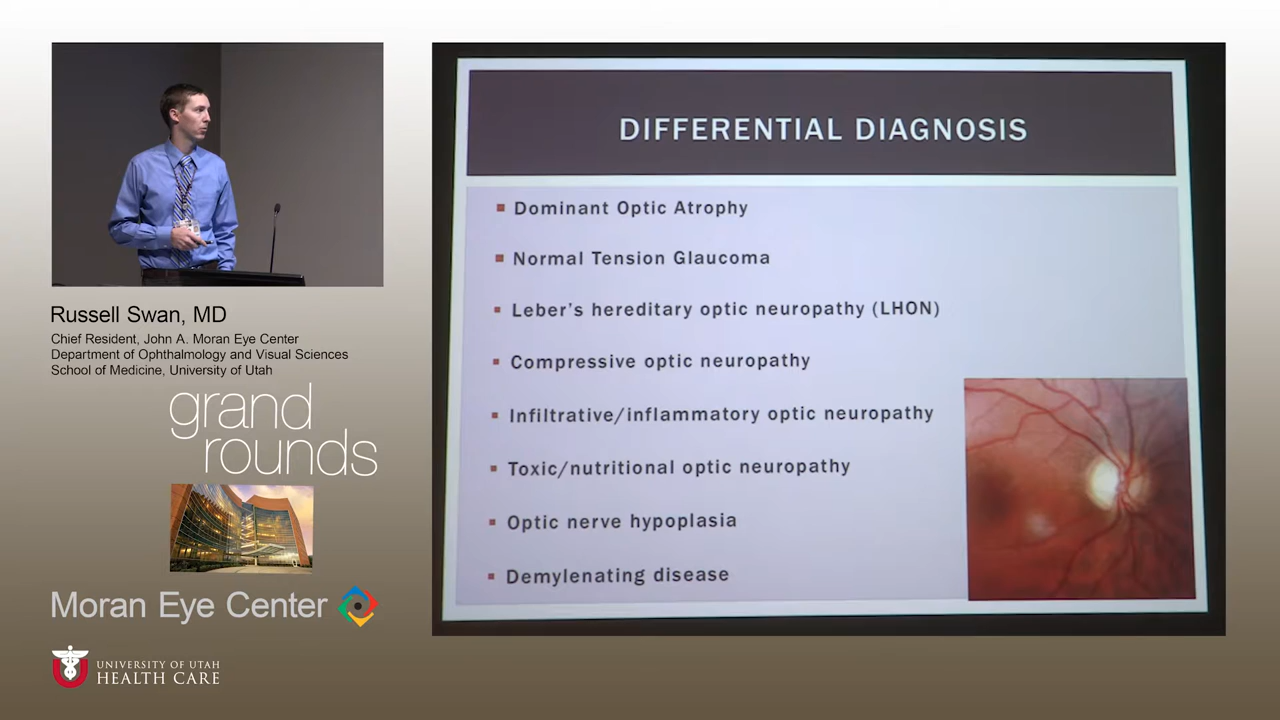 Russell Swan, MD
Chief Resident, John A. Moran Eye Center
Department of Ophthalmology and Visual Sciences
School of Medicine, University of Utah
grand
rounds
Moran Eye Center
UNIVERSITY OF UTAH
HEALTH CARE
DIFFERENTIAL DIAGNOSIS
Dominant Optic Atrophy
Normal Tension Glaucoma
Leber's hereditary optic neuropathy (LHON)
Compressive optic neuropathy
Infiltrative/inflammatory optic neuropathy
Toxic/nutritional optic neuropathy
Optic nerve hypoplasia
Demylenating disease